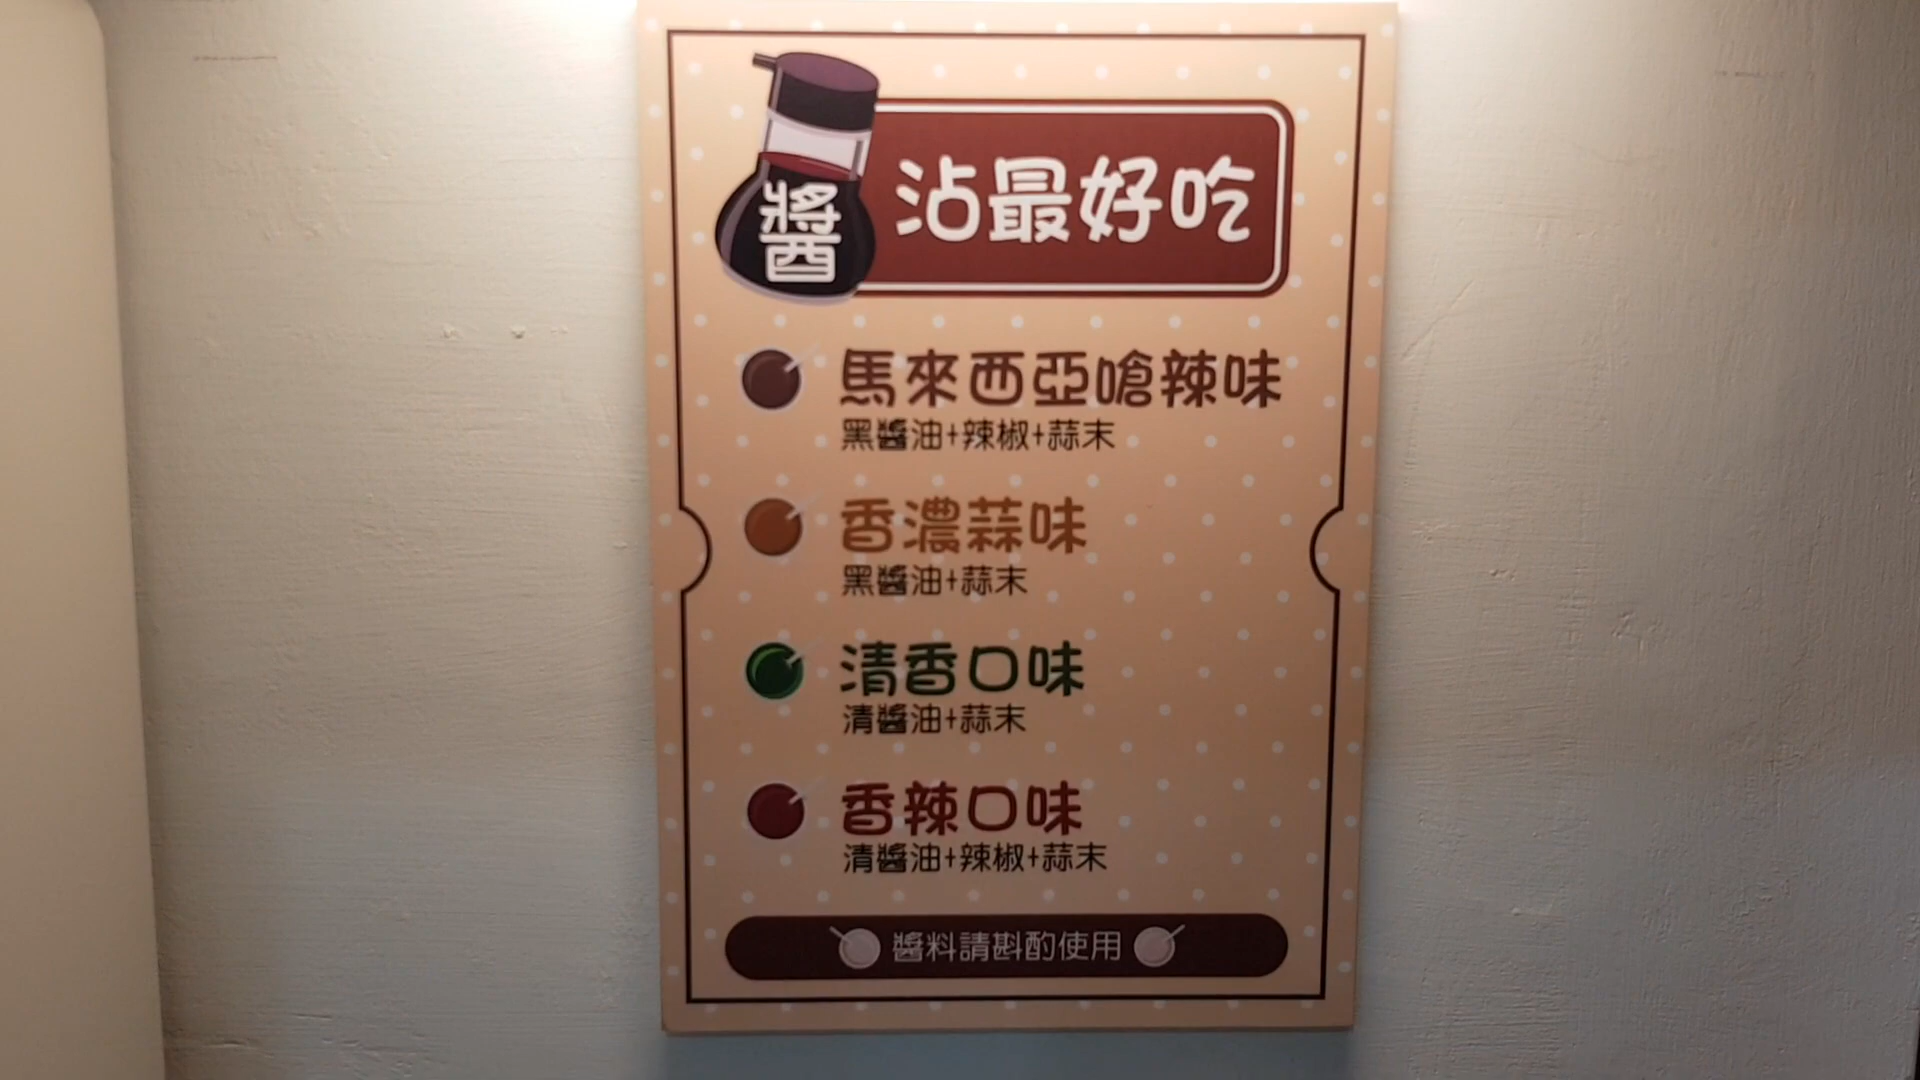 醬沾最好吃
馬來西亞嗆辣味
黑醬油+辣椒+蒜末
香濃蒜味
黑醬油+蒜末
清香口味
清醬油+蒜末
香辣口味
清醬油+辣椒+蒜末
醬料請斟酌使用